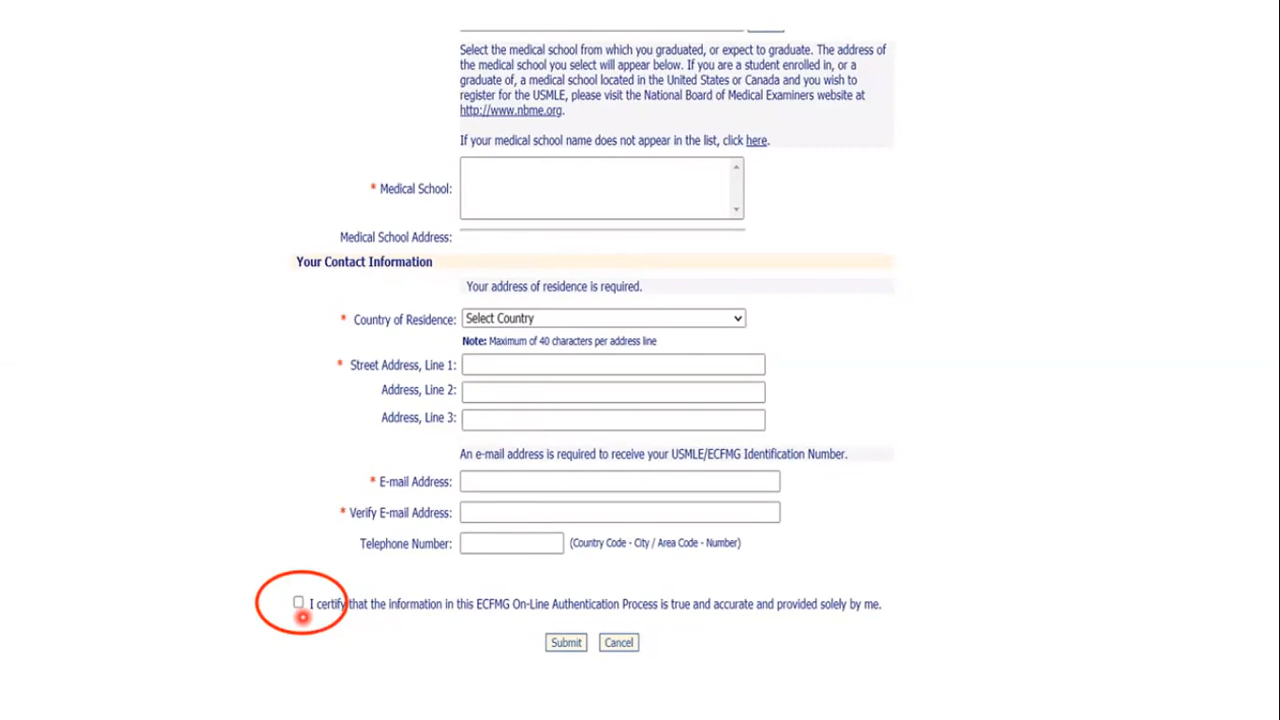 Select the medical school from which you graduated, or expect to graduate. The address of
the medical school you select will appear below. If you are a student enrolled in, or a
graduate of, a medical school located in the United States or Canada and you wish to
register for the USMLE, please visit the National Board of Medical Examiners website at
http://www.nbme.org.
If your medical school name does not appear in the list, click here.
* Medical School:
Medical School Address:
Your Contact Information
Your address of residence is required.
* Country of Residence: Select Country
Note: Maximum of 40 characters per address line
* Street Address, Line 1:
Address, Line 2:
Address, Line 3:
An e-mail address is required to receive your USMLE/ECFMG Identification Number.
* E-mail Address:
* Verify E-mail Address:
Telephone Number: (Country Code - City / Area Code - Number)
I certify that the information in this ECFMG On-Line Authentication Process is true and accurate and provided solely by me.
Submit Cancel